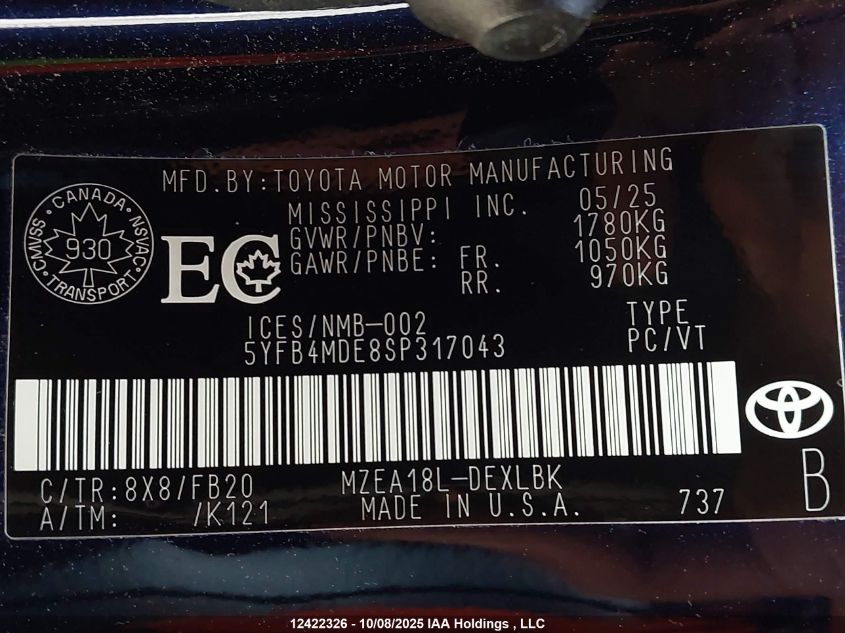 MFD.BY:TOYOTA MOTOR MANUFACTURING
MISSISSIPPI INC. 05/25
GVWR/PNBV: 1780KG
GAWR/PNBE: FR. 1050KG
RR. 970KG
CANADA
CMVSS NSVAC
930
TRANSPORT
EC
ICES/NMB-002 TYPE
5YFB4MDE8SP317043 PC/VT
C/TR:8X8/FB20 MZEA18L-DEXLBK
A/TM: /K121 MADE IN U.S.A. 737 B
12422326 - 10/08/2025 IAA Holdings , LLC